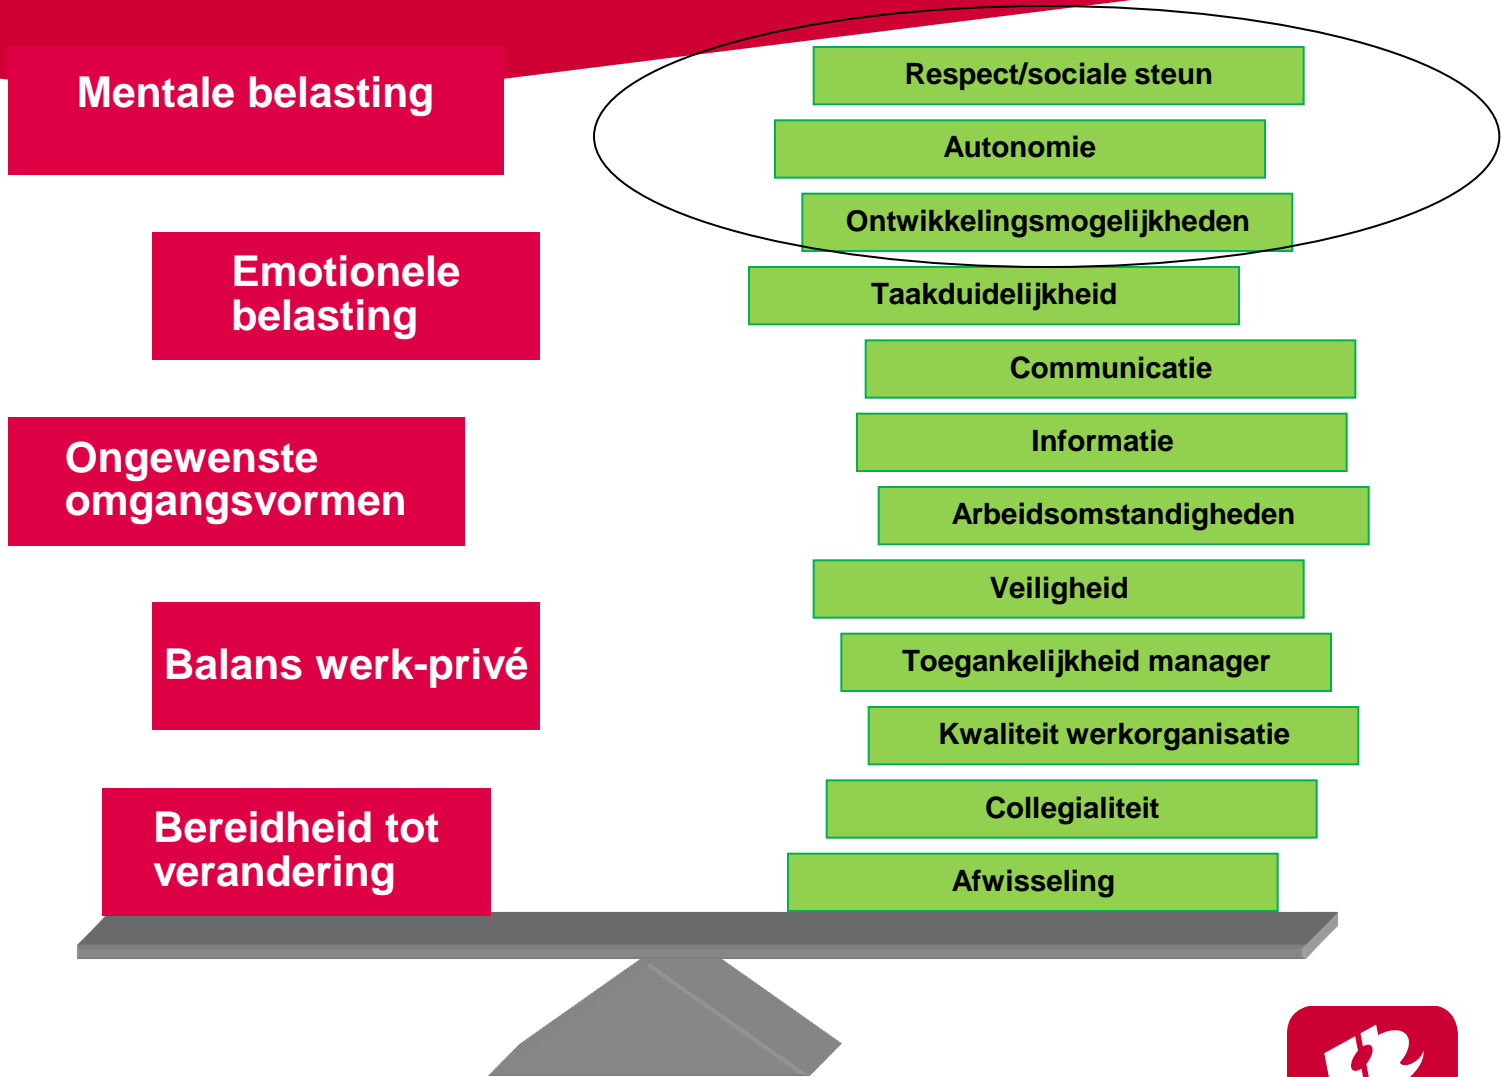 Mentale belasting
Emotionele
belasting
Ongewenste
omgangsvormen
Balans werk-privé
Bereidheid tot
verandering
Respect/sociale steun
Autonomie
Ontwikkelingsmogelijkheden
Taakduidelijkheid
Communicatie
Informatie
Arbeidsomstandigheden
Veiligheid
Toegankelijkheid manager
Kwaliteit werkorganisatie
Collegialiteit
Afwisseling